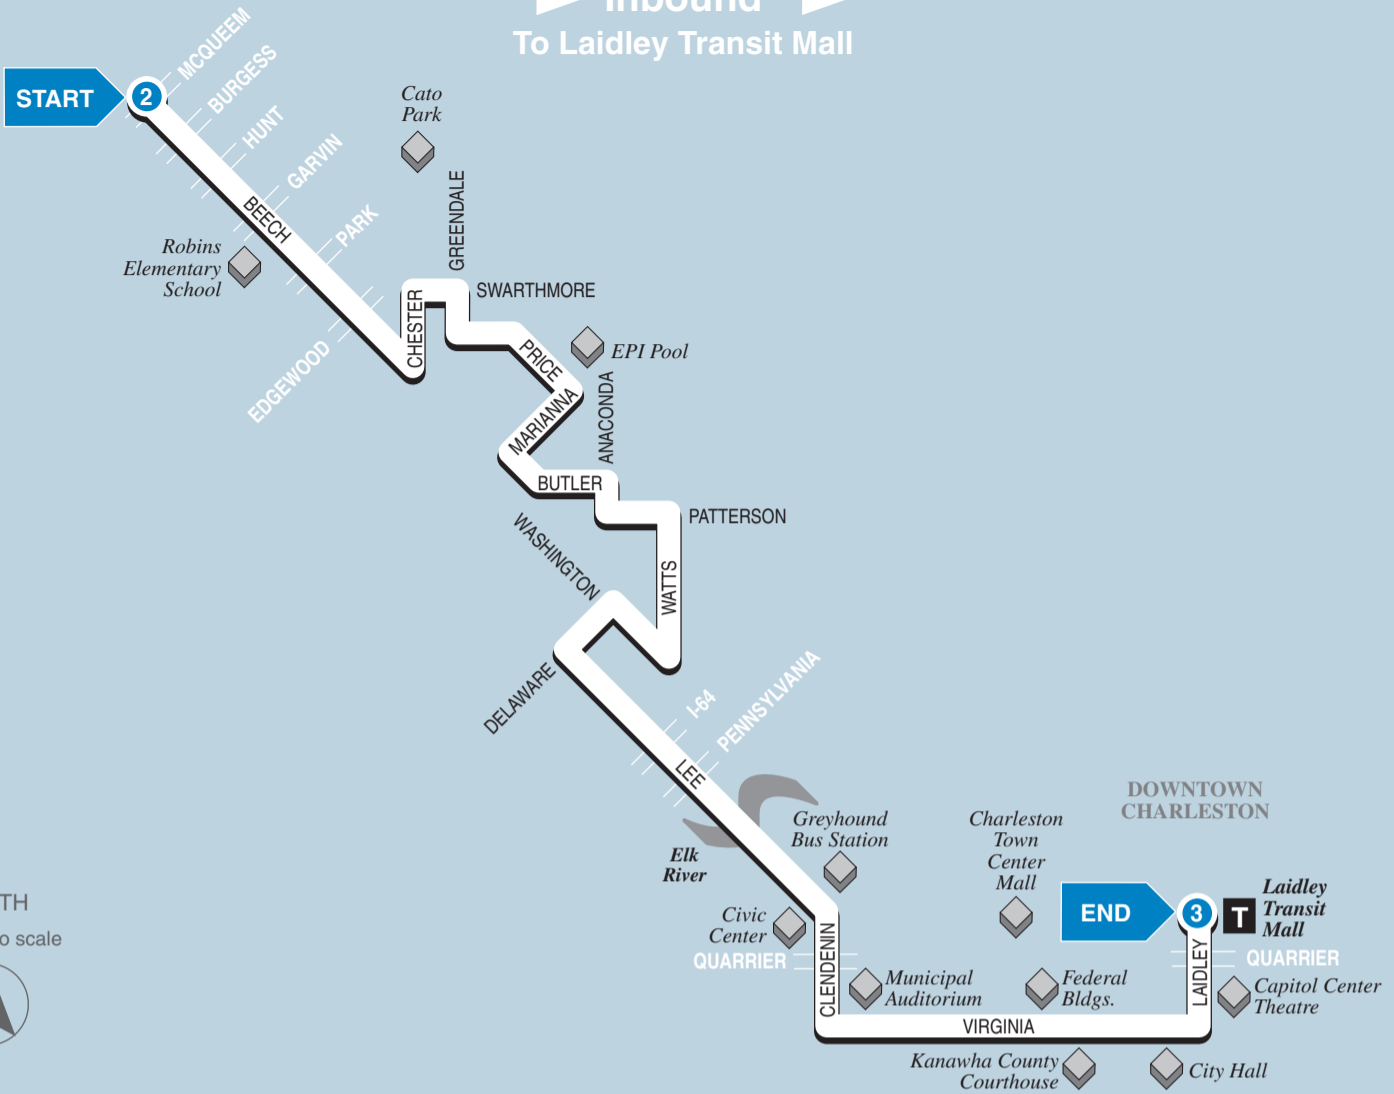 Inbound
To Laidley Transit Mall
START
2
MCQUEEM
BURGESS
HUNT
GARVIN
PARK
BEECH
EDGEWOOD
Robins
Elementary
School
Cato
Park
GREENDALE
CHESTER
SWARTHMORE
PRICE
EPI Pool
MARIANNA
ANACONDA
BUTLER
PATTERSON
WASHINGTON
WATTS
DELAWARE
I-64
PENNSYLVANIA
LEE
Elk
River
Greyhound
Bus Station
Civic
Center
QUARRIER
CLENDENIN
Municipal
Auditorium
Charleston
Town
Center
Mall
DOWNTOWN
CHARLESTON
END
3
T
Laidley
Transit
Mall
QUARRIER
LAIDLEY
Federal
Bldgs.
Capitol Center
Theatre
VIRGINIA
Kanawha County
Courthouse
City Hall
TH
o scale